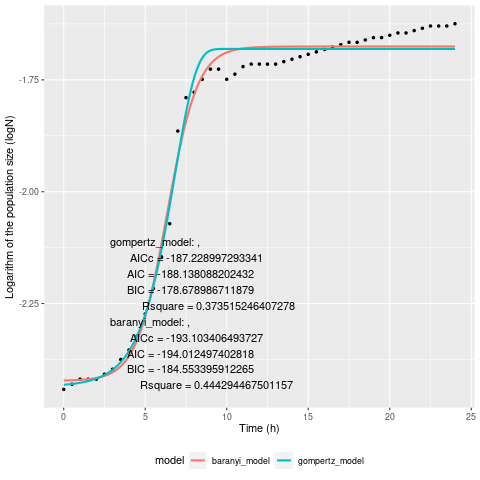 -1.75
-2.00
-2.25
Logarithm of the population size (logN)
gompertz_model: ,
AICc = -187.228997293341
AIC = -188.138088202432
BIC = -178.678986711879
Rsquare = 0.373515246407278
baranyi_model: ,
AICc = -193.103406493727
AIC = -194.012497402818
BIC = -184.553395912265
Rsquare = 0.444294467501157
0 5 10 15 20 25
Time (h)
model baranyi_model gompertz_model